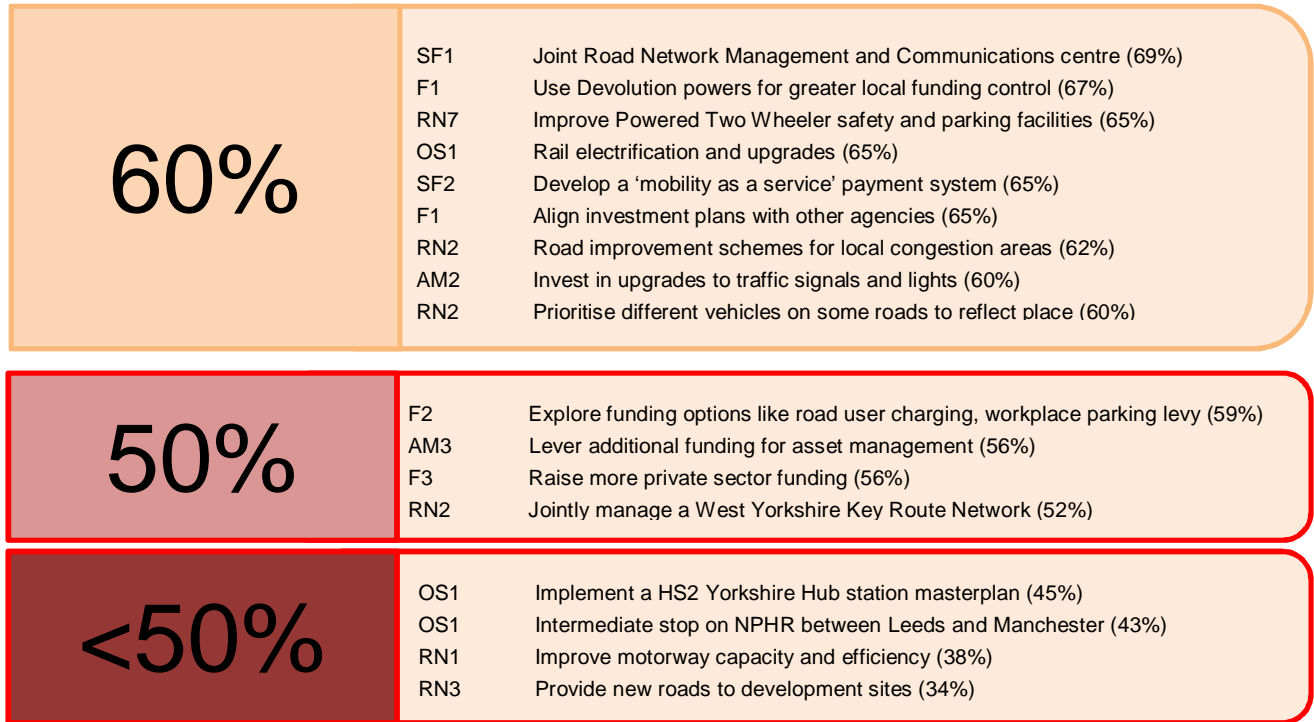 60%
SF1 Joint Road Network Management and Communications centre (69%)
F1 Use Devolution powers for greater local funding control (67%)
RN7 Improve Powered Two Wheeler safety and parking facilities (65%)
OS1 Rail electrification and upgrades (65%)
SF2 Develop a ‘mobility as a service’ payment system (65%)
F1 Align investment plans with other agencies (65%)
RN2 Road improvement schemes for local congestion areas (62%)
AM2 Invest in upgrades to traffic signals and lights (60%)
RN2 Prioritise different vehicles on some roads to reflect place (60%)
50%
F2 Explore funding options like road user charging, workplace parking levy (59%)
AM3 Lever additional funding for asset management (56%)
F3 Raise more private sector funding (56%)
RN2 Jointly manage a West Yorkshire Key Route Network (52%)
<50%
OS1 Implement a HS2 Yorkshire Hub station masterplan (45%)
OS1 Intermediate stop on NPHR between Leeds and Manchester (43%)
RN1 Improve motorway capacity and efficiency (38%)
RN3 Provide new roads to development sites (34%)